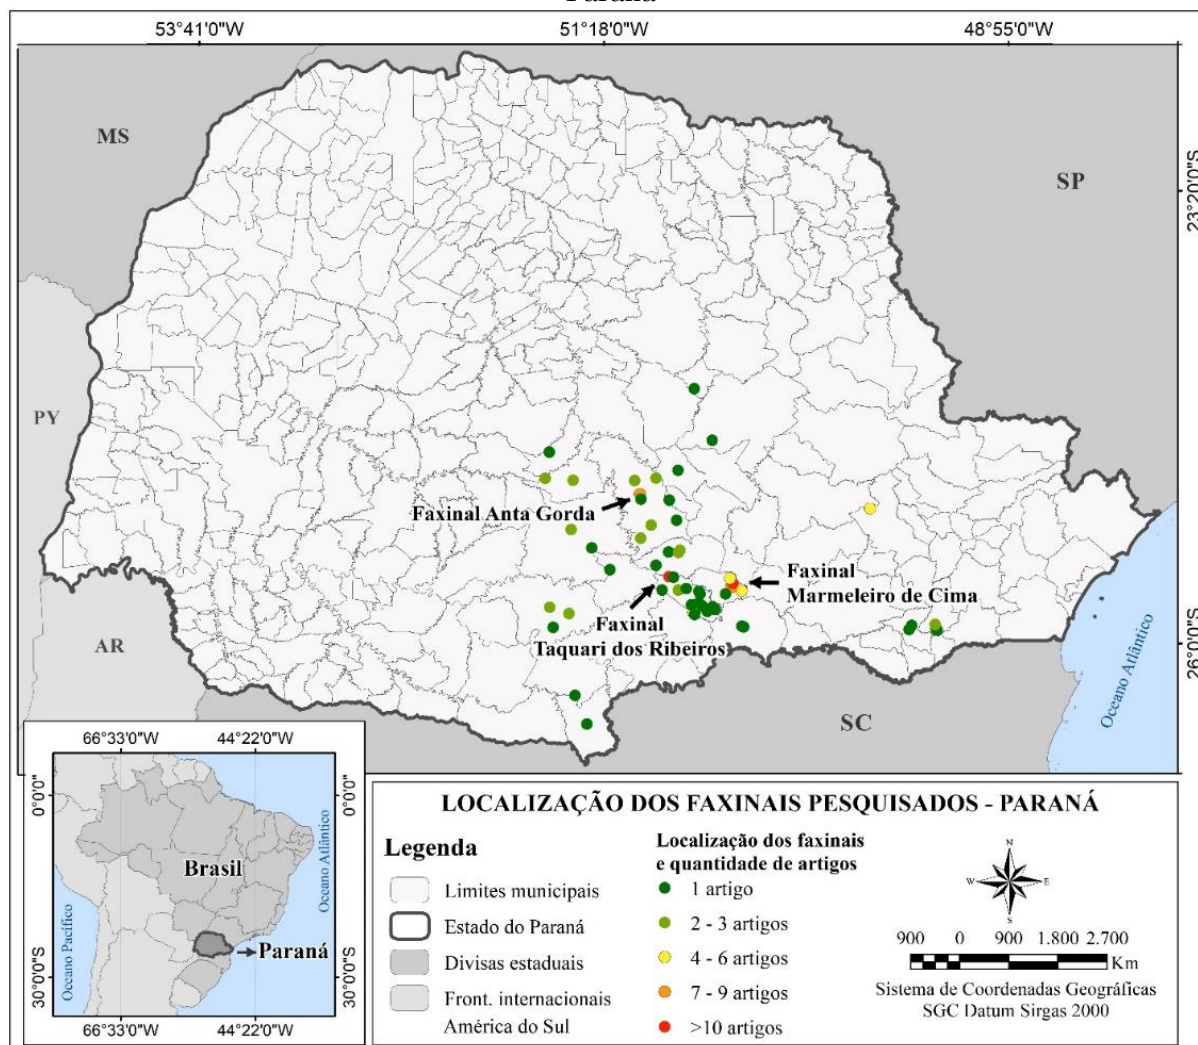 Paraná
53°41'0"W
51°18'0"W
48°55'0"W
MS
SP
23°20'0"S
PY
Faxinal Anta Gorda
Faxinal
Marmeleiro de Cima
Faxinal
Taquari dos Ribeiros
AR
26°0'0"S
Oceano Atlântico
SC
66°33'0"W
44°22'0"W
0°0'0"
0°0'0"
Oceano Atlântico
Brasil
Oceano Pacífico
Paraná
30°0'0"S
30°0'0"S
66°33'0"W
44°22'0"W
LOCALIZAÇÃO DOS FAXINAIS PESQUISADOS - PARANÁ
Legenda
Limites municipais
Estado do Paraná
Divisas estaduais
Front. internacionais
América do Sul
Localização dos faxinais
e quantidade de artigos
1 artigo
2 - 3 artigos
4 - 6 artigos
7 - 9 artigos
>10 artigos
N
W
E
S
900 0 900 1.800 2.700
Km
Sistema de Coordenadas Geográficas
SGC Datum Sirgas 2000